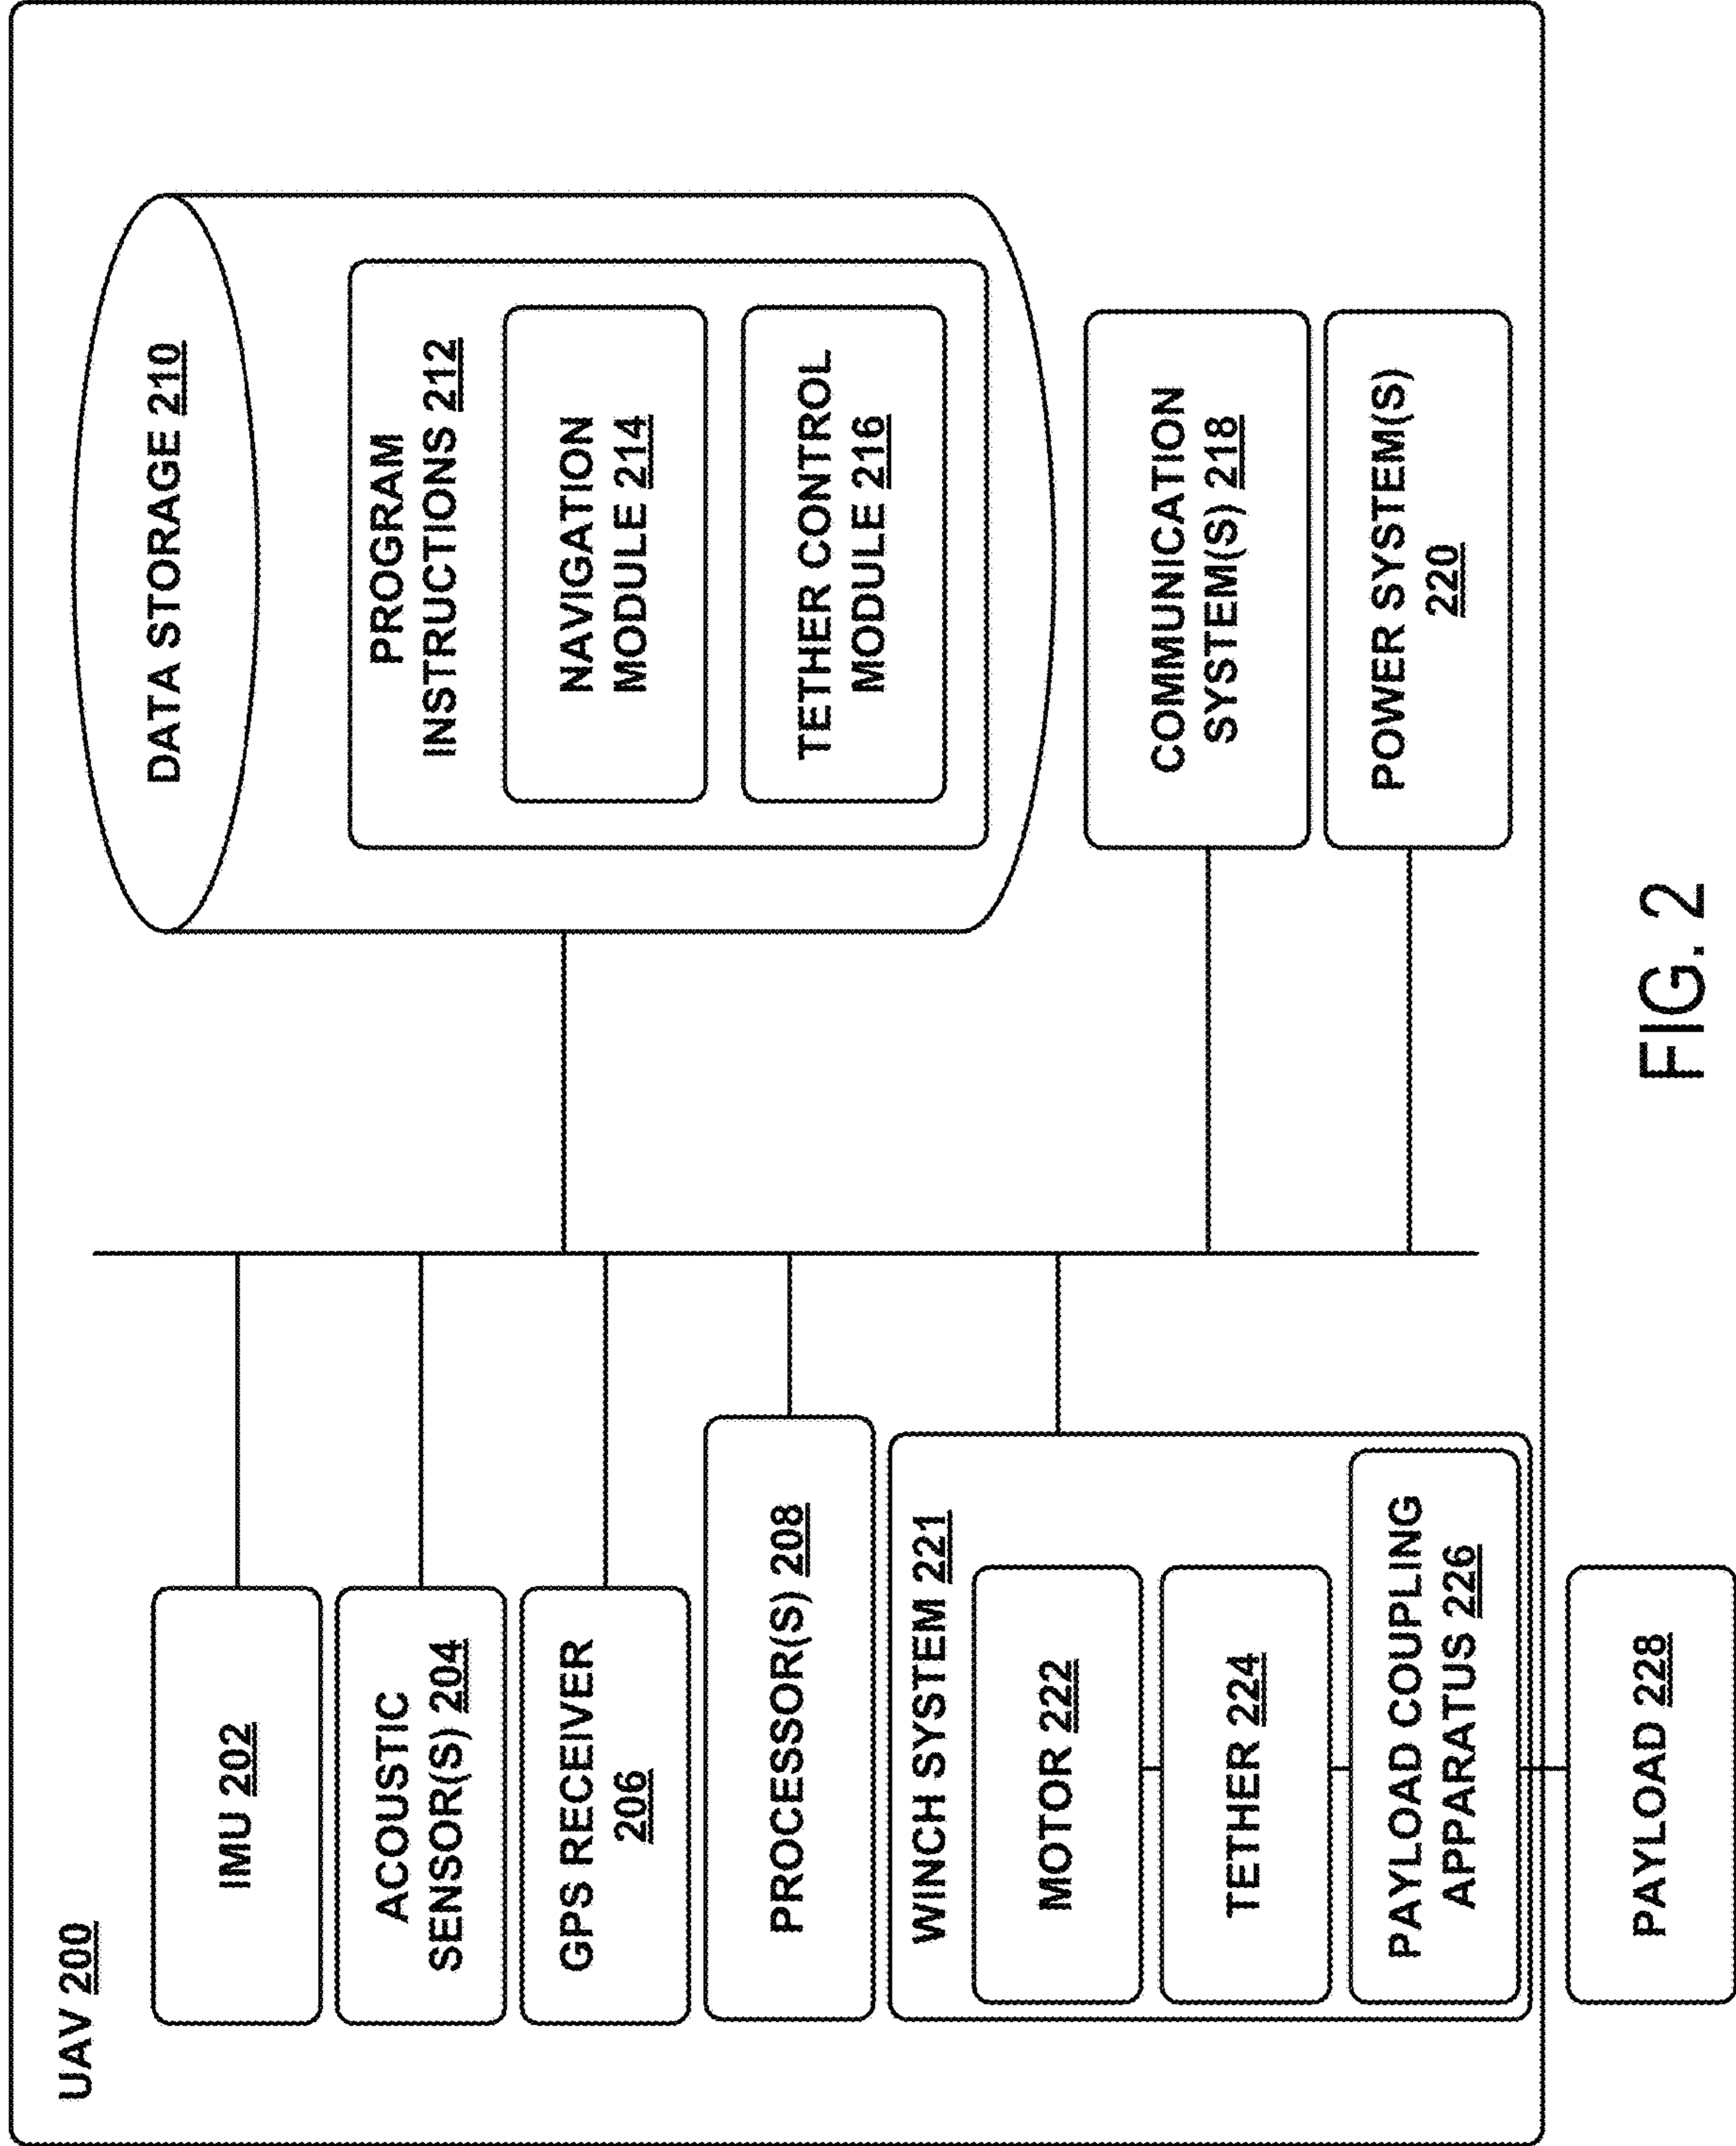 UAV 200
IMU 202
ACOUSTIC
SENSOR(S) 204
GPS RECEIVER
206
PROCESSOR(S) 208
WINCH SYSTEM 221
MOTOR 222
TETHER 224
PAYLOAD COUPLING
APPARATUS 226
PAYLOAD 228
DATA STORAGE 210
PROGRAM
INSTRUCTIONS 212
NAVIGATION
MODULE 214
TETHER CONTROL
MODULE 216
COMMUNICATION
SYSTEM(S) 218
POWER SYSTEM(S)
220
FIG. 2